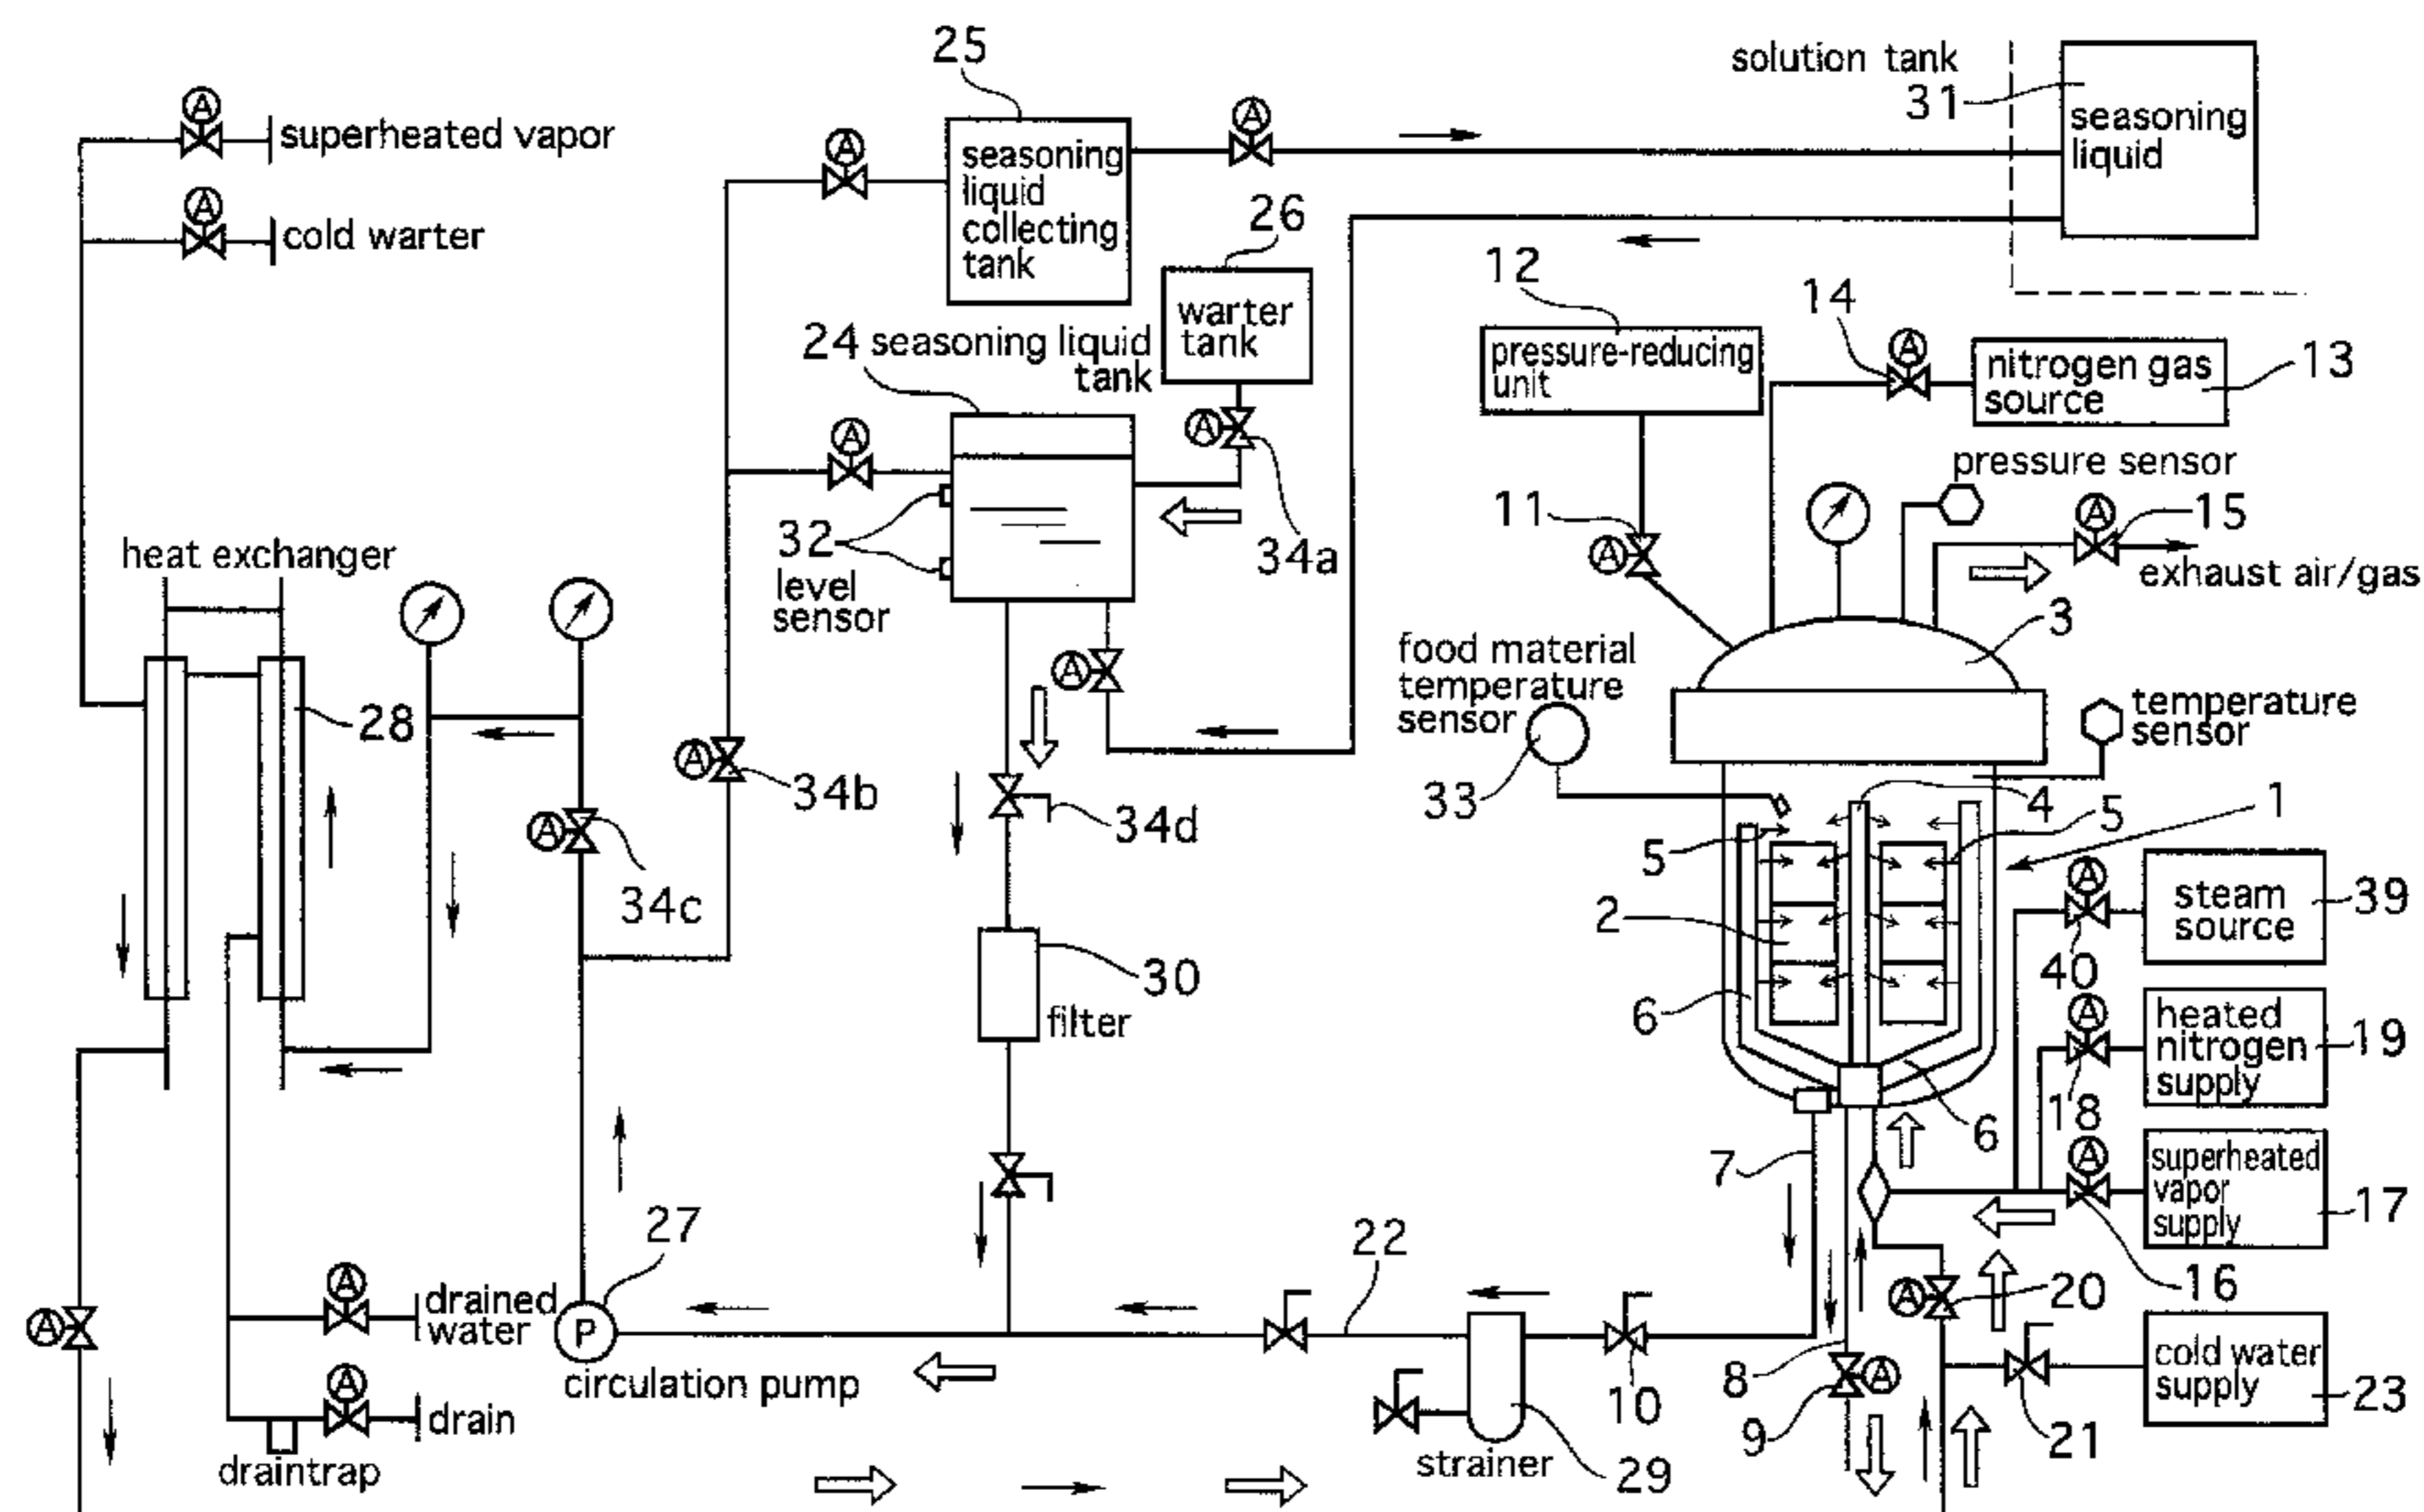 25
solution tank
31
seasoning
liquid
A
superheated vapor
A
cold warter
A
seasoning
liquid
collecting
tank
A
26
warter
tank
12
pressure-reducing
unit
14
A
nitrogen gas
source
13
24 seasoning liquid
tank
A
A
34a
32
level
sensor
11
A
pressure sensor
A
15
exhaust air/gas
3
heat exchanger
28
A
34b
A
34c
A
34d
30
filter
food material
temperature
sensor
33
temperature
sensor
4
5
5
1
2
6
6
A
steam
source
39
40
A
heated
nitrogen
supply
19
18
A
superheated
vapor
supply
17
16
7
22
27
P
circulation pump
A
A
drained
water
A
drain
draintrap
strainer
29
10
8
9
A
A
20
21
cold water
supply
23